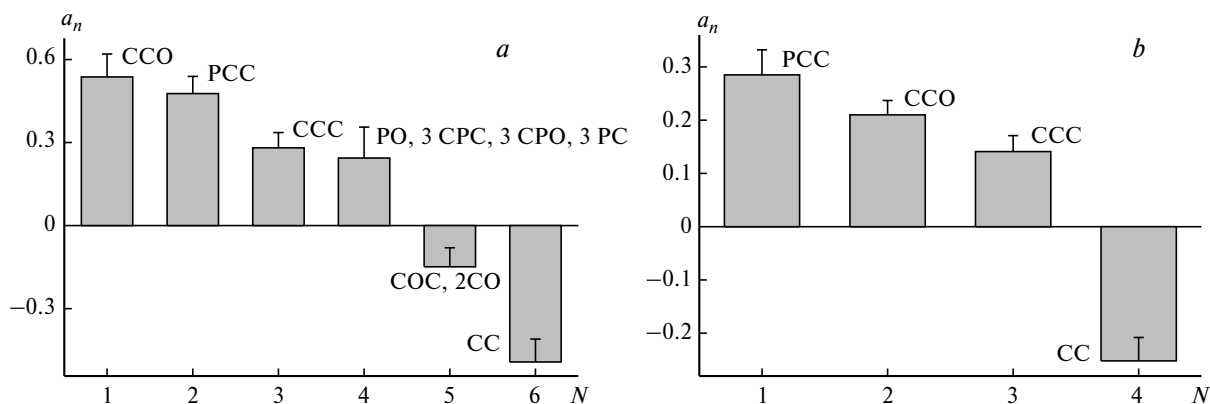 aₙ
a
0.6
0.3
0
−0.3
CCO
PCC
CCC
PO, 3 CPC, 3 CPO, 3 PC
COC, 2CO
CC
1 2 3 4 5 6 N
aₙ
b
0.3
0.2
0.1
0
−0.1
−0.2
PCC
CCO
CCC
CC
1 2 3 4 N